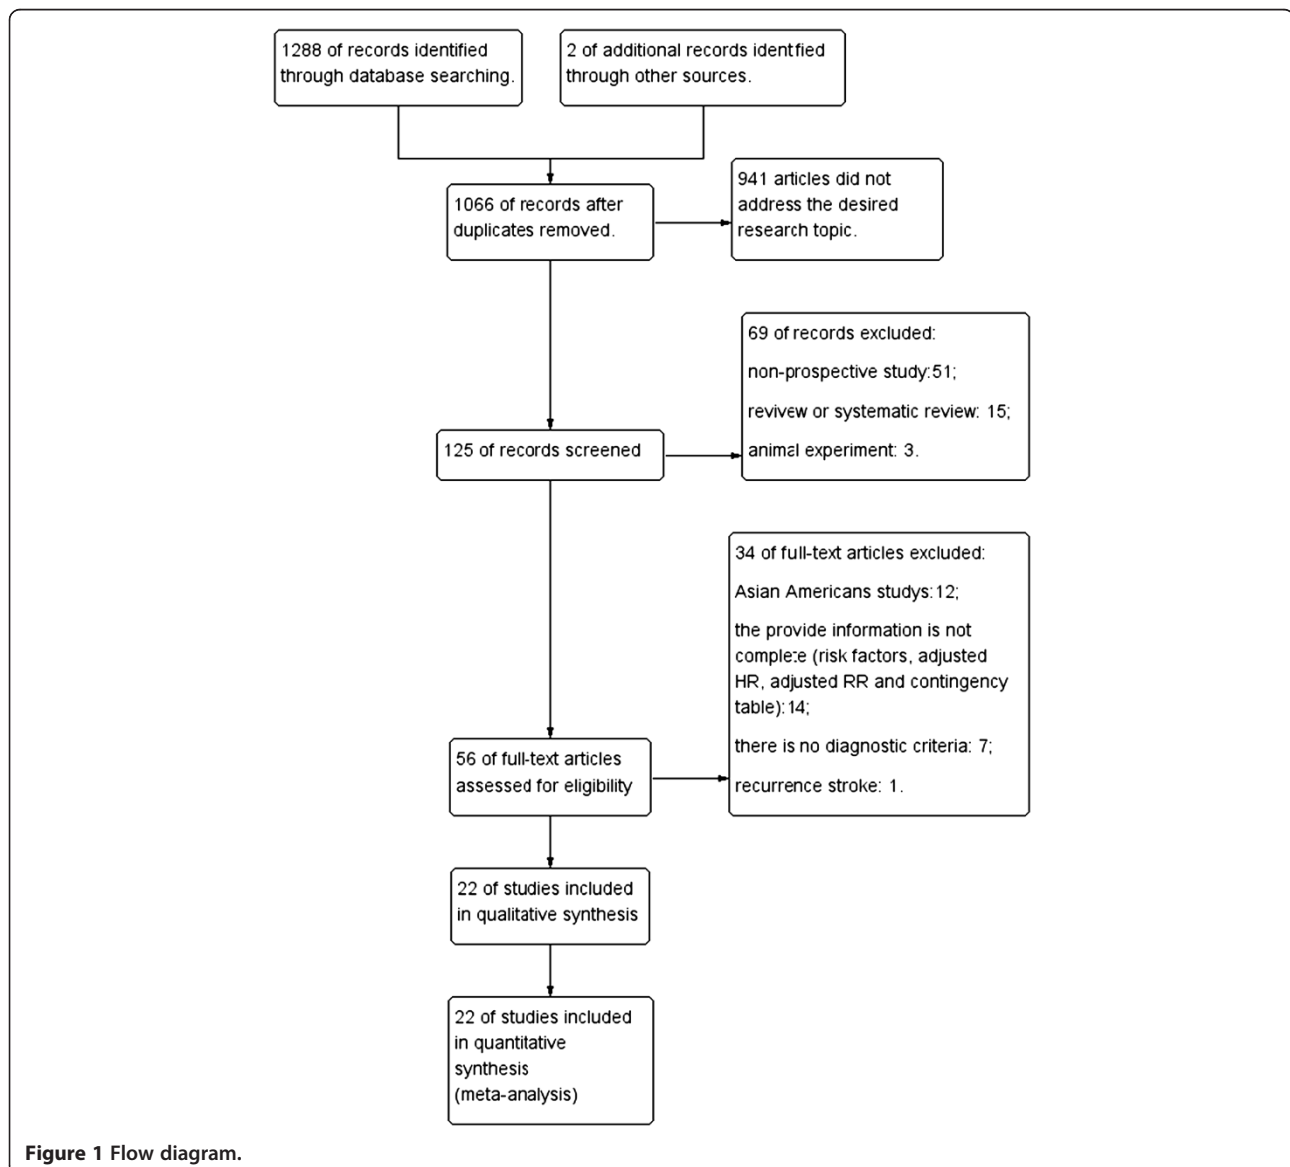 1288 of records identified
through database searching.
2 of additional records identfied
through other sources.
1066 of records after
duplicates removed.
941 articles did not
address the desired
research topic.
69 of records excluded:
non-prospective study:51;
revivew or systematic review: 15;
animal experiment: 3.
125 of records screened
34 of full-text articles excluded:
Asian Americans studys:12;
the provide information is not
complete (risk factors, adjusted
HR, adjusted RR and contingency
table):14;
there is no diagnostic criteria: 7;
recurrence stroke: 1.
56 of full-text articles
assessed for eligibility
22 of studies included
in qualitative synthesis
22 of studies included
in quantitative
synthesis
(meta-analysis)
Figure 1 Flow diagram.